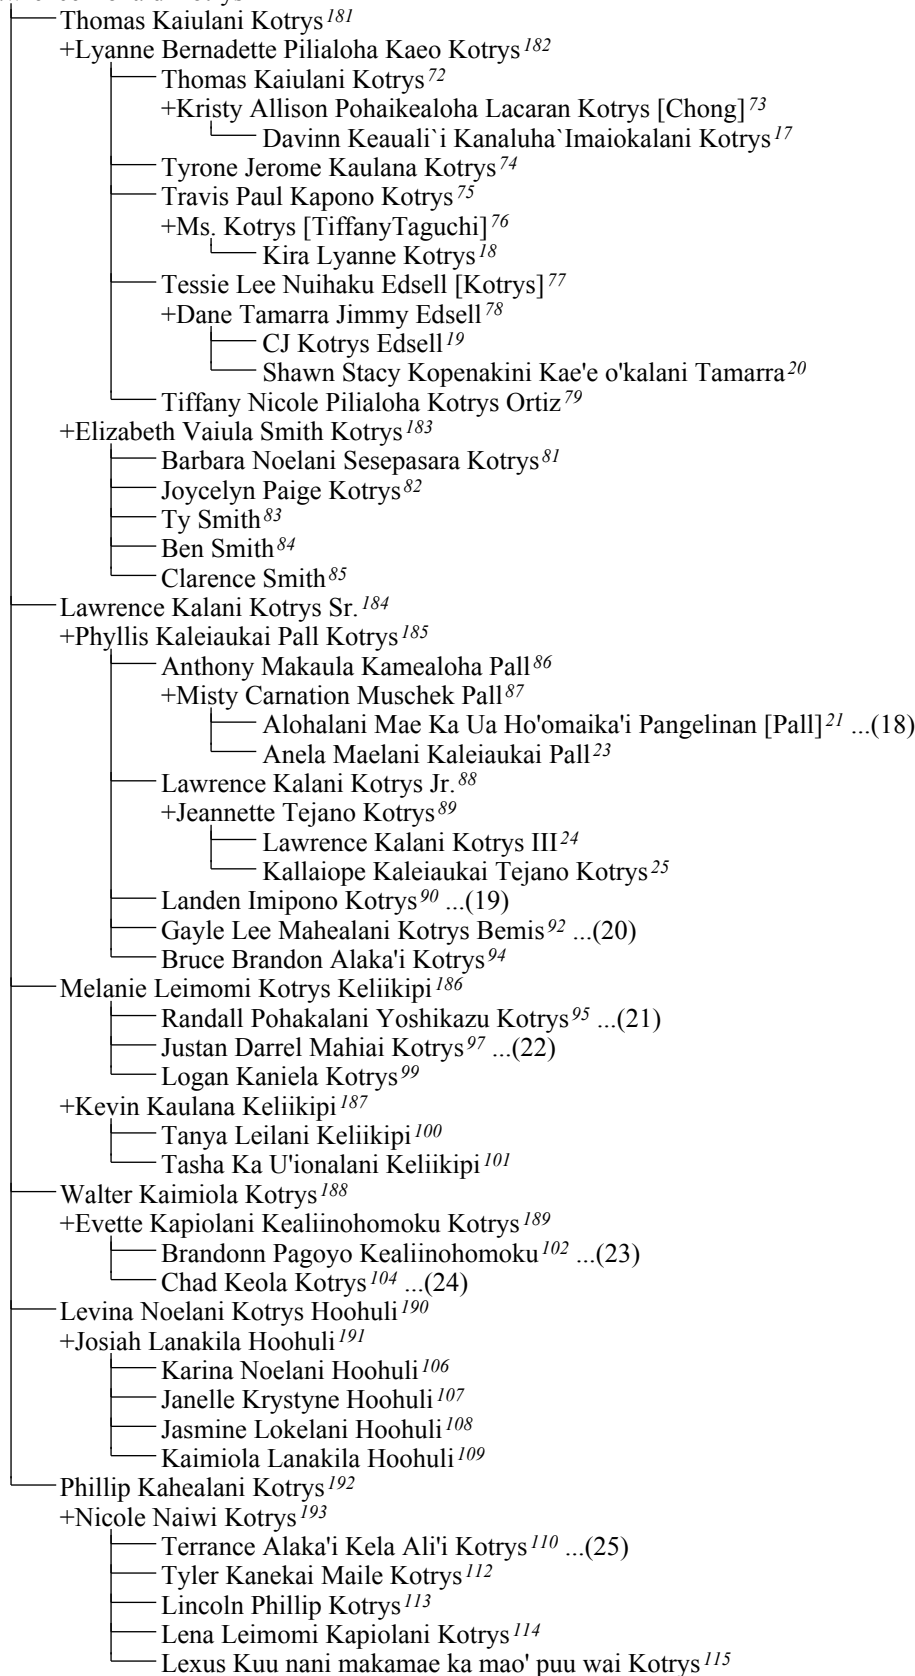 Thomas Kaiulani Kotrys 181
+Lyanne Bernadette Pilialoha Kaeo Kotrys 182
Thomas Kaiulani Kotrys 72
+Kristy Allison Pohaikealoha Lacaran Kotrys [Chong] 73
Davinn Keauali`i Kanaluha`Imaiokalani Kotrys 17
Tyrone Jerome Kaulana Kotrys 74
Travis Paul Kapono Kotrys 75
+Ms. Kotrys [TiffanyTaguchi] 76
Kira Lyanne Kotrys 18
Tessie Lee Nuihaku Edsell [Kotrys] 77
+Dane Tamarra Jimmy Edsell 78
CJ Kotrys Edsell 19
Shawn Stacy Kopenakini Kae'e o'kalani Tamarra 20
Tiffany Nicole Pilialoha Kotrys Ortiz 79
+Elizabeth Vaiula Smith Kotrys 183
Barbara Noelani Sesepasara Kotrys 81
Joycelyn Paige Kotrys 82
Ty Smith 83
Ben Smith 84
Clarence Smith 85
Lawrence Kalani Kotrys Sr. 184
+Phyllis Kaleiaukai Pall Kotrys 185
Anthony Makaula Kamealoha Pall 86
+Misty Carnation Muschek Pall 87
Alohalani Mae Ka Ua Ho'omaika'i Pangelinan [Pall] 21 ...(18)
Anela Maelani Kaleiaukai Pall 23
Lawrence Kalani Kotrys Jr. 88
+Jeannette Tejano Kotrys 89
Lawrence Kalani Kotrys III 24
Kallaiope Kaleiaukai Tejano Kotrys 25
Landen Imipono Kotrys 90 ...(19)
Gayle Lee Mahealani Kotrys Bemis 92 ...(20)
Bruce Brandon Alaka'i Kotrys 94
Melanie Leimomi Kotrys Keliikipi 186
Randall Pohakalani Yoshikazu Kotrys 95 ...(21)
Justan Darrel Mahiai Kotrys 97 ...(22)
Logan Kaniela Kotrys 99
+Kevin Kaulana Keliikipi 187
Tanya Leilani Keliikipi 100
Tasha Ka U'ionalani Keliikipi 101
Walter Kaimiola Kotrys 188
+Evette Kapiolani Kealiinohomoku Kotrys 189
Brandonn Pagoyo Kealiinohomoku 102 ...(23)
Chad Keola Kotrys 104 ...(24)
Levina Noelani Kotrys Hoohuli 190
+Josiah Lanakila Hoohuli 191
Karina Noelani Hoohuli 106
Janelle Krystyne Hoohuli 107
Jasmine Lokelani Hoohuli 108
Kaimiola Lanakila Hoohuli 109
Phillip Kahealani Kotrys 192
+Nicole Naiwi Kotrys 193
Terrance Alaka'i Kela Ali'i Kotrys 110 ...(25)
Tyler Kanekai Maile Kotrys 112
Lincoln Phillip Kotrys 113
Lena Leimomi Kapiolani Kotrys 114
Lexus Kuu nani makamae ka mao' puu wai Kotrys 115